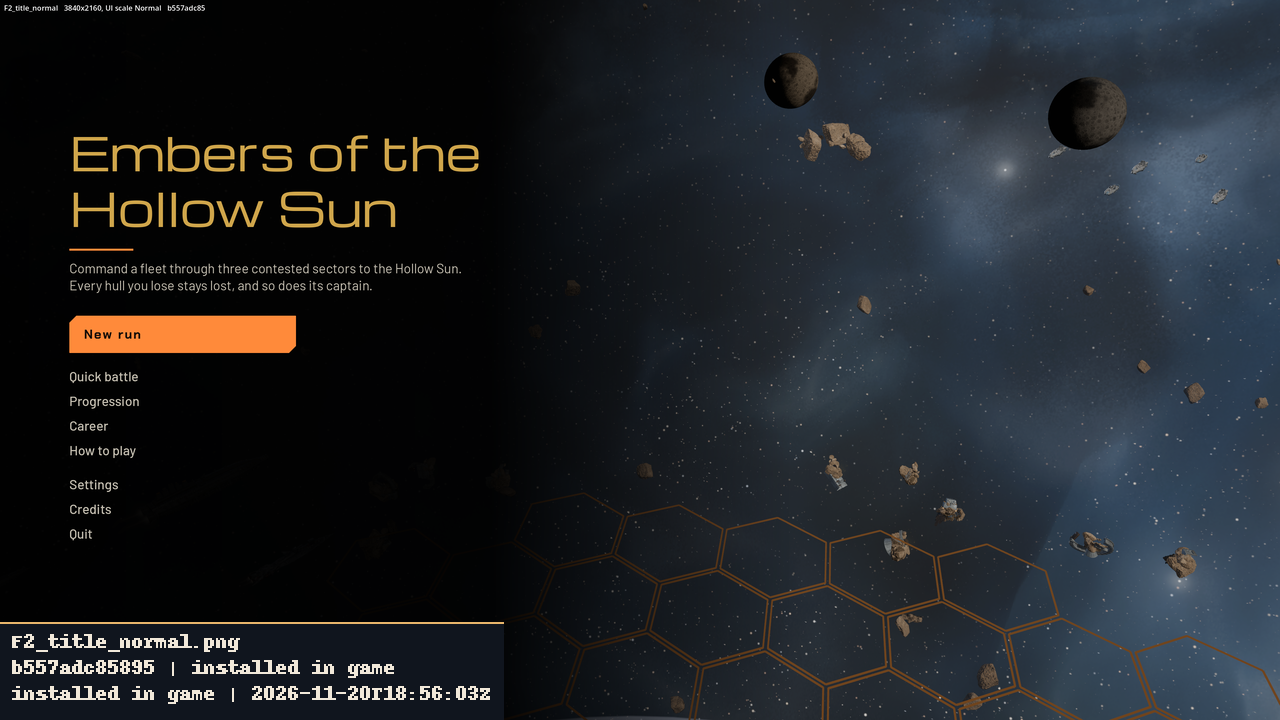 F2_title_normal 3840x2160, UI scale Normal b557adc85
Embers of the
Hollow Sun
Command a fleet through three contested sectors to the Hollow Sun.
Every hull you lose stays lost, and so does its captain.
New run
Quick battle
Progression
Career
How to play
Settings
Credits
Quit
F2_title_normal.png
b557adc85895 | installed in game
installed in game | 2026-11-20T18:56:03Z